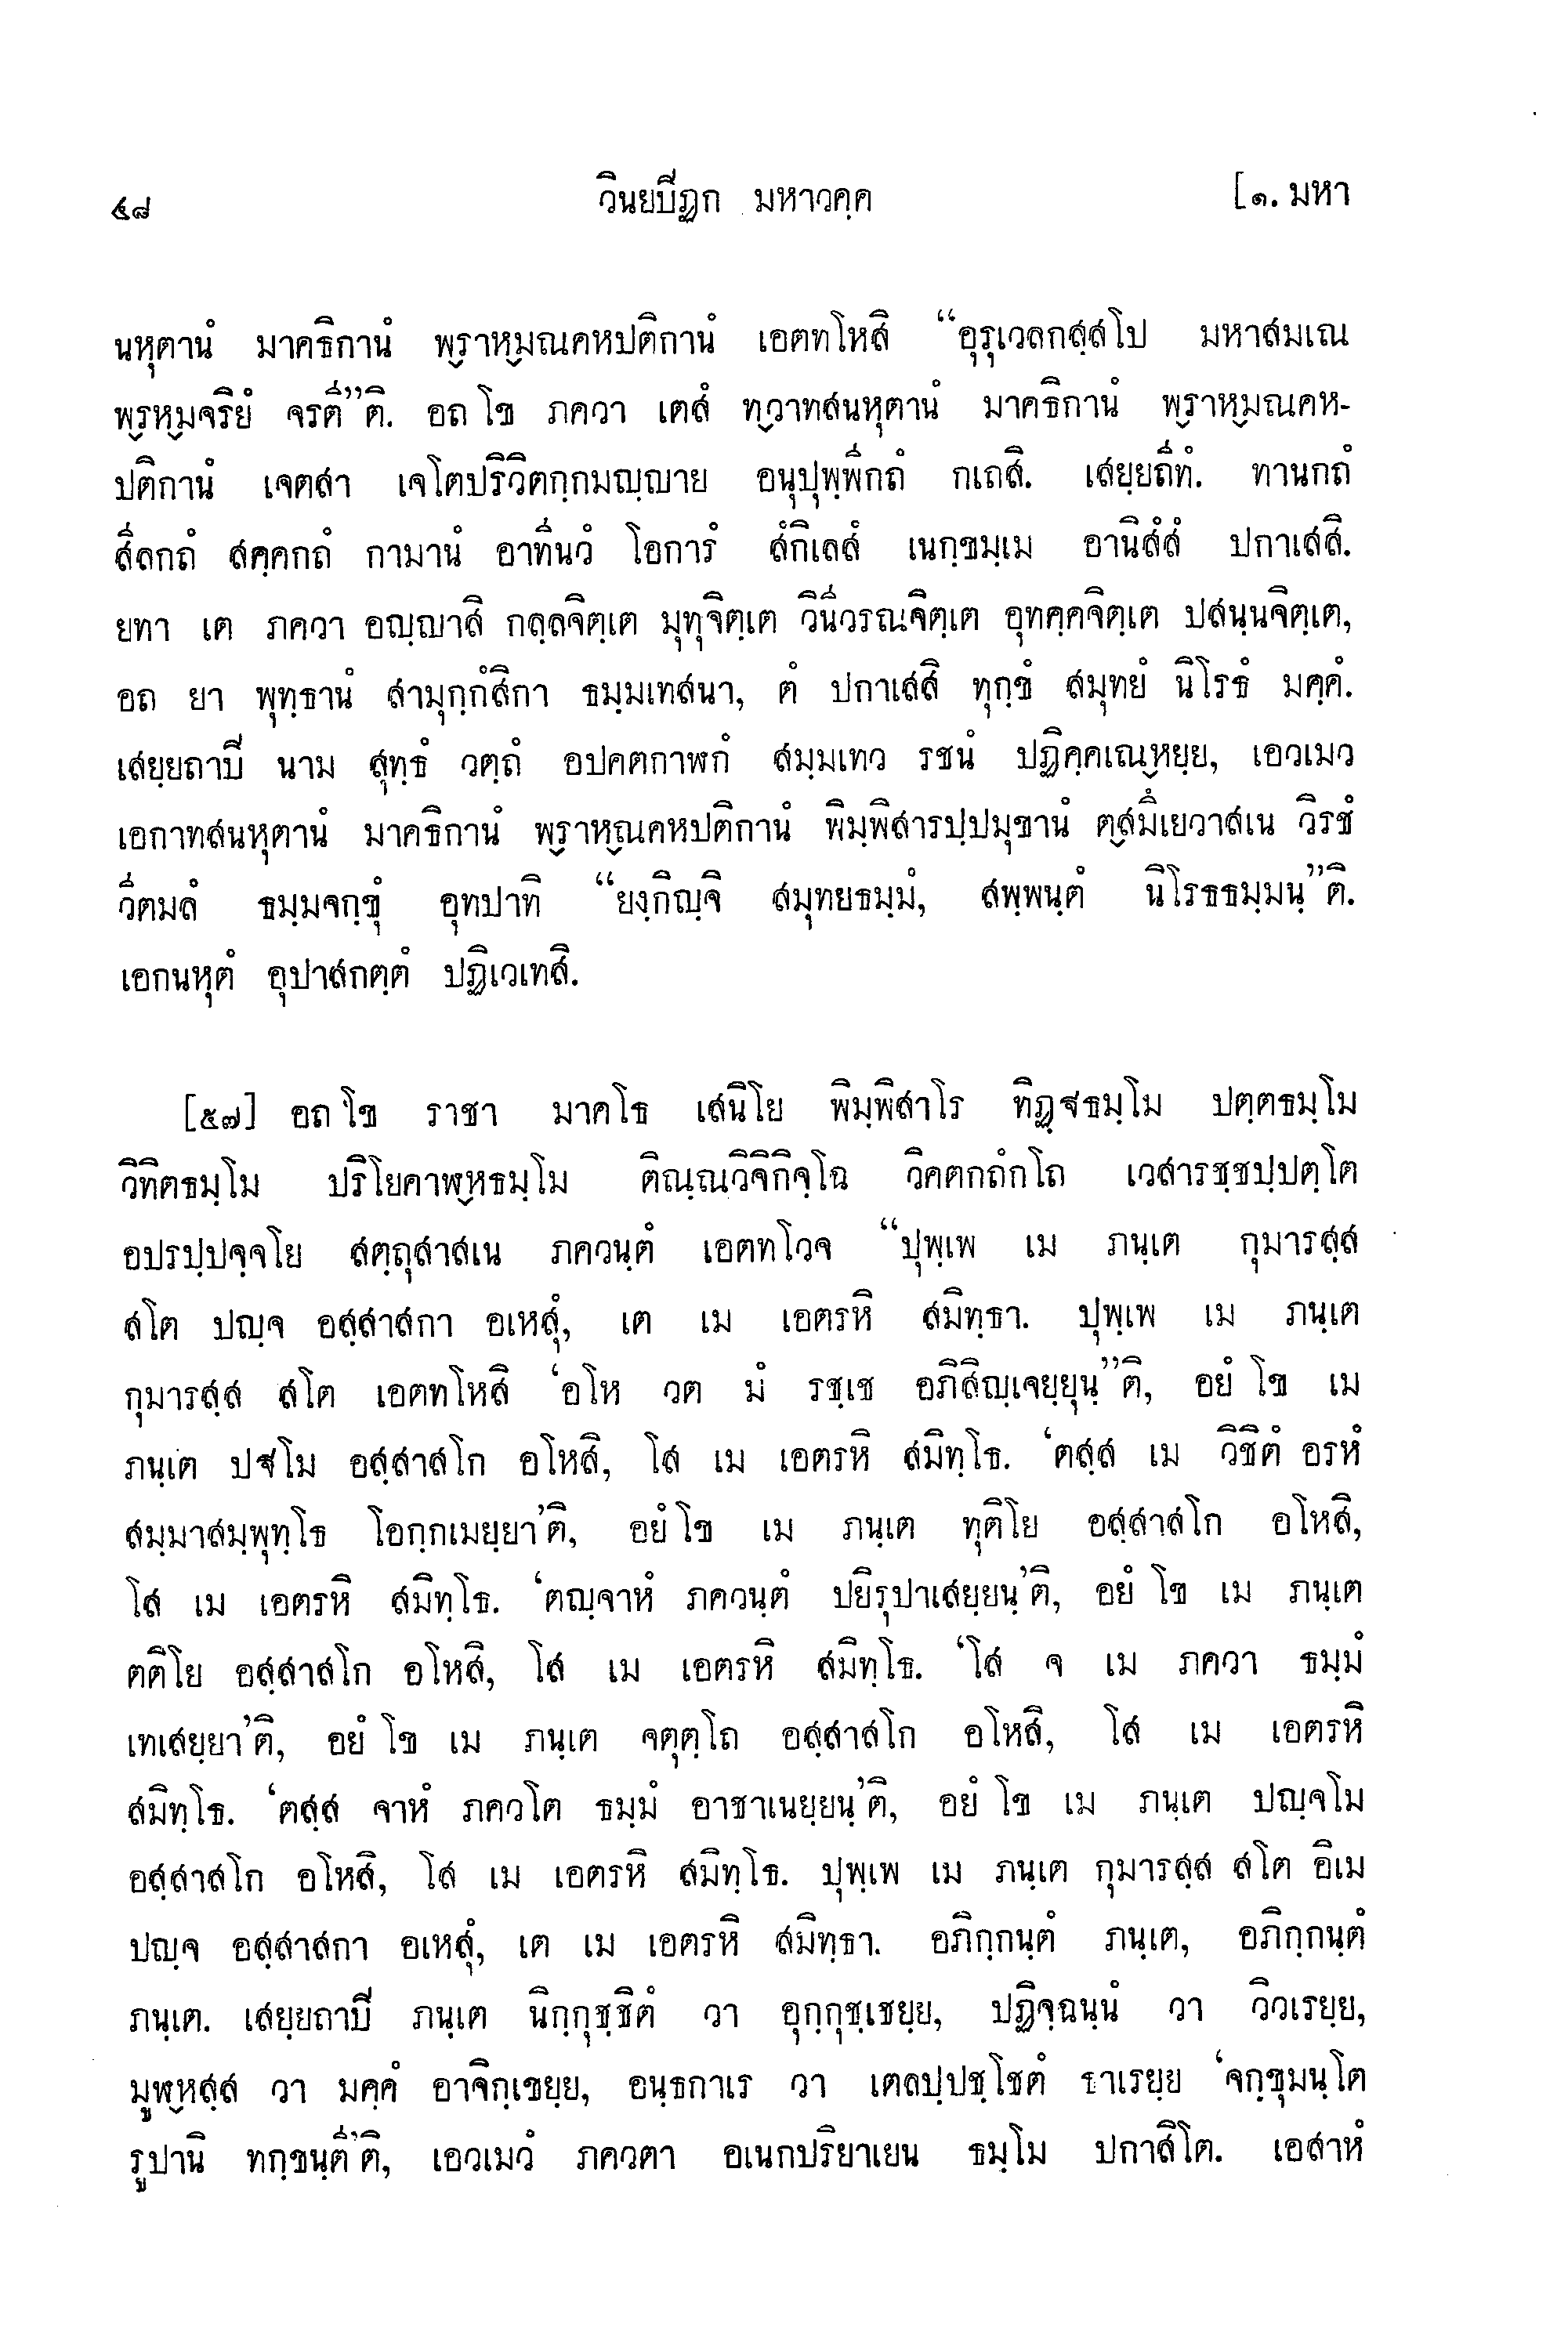 ๕๘ วินยปีฏก มหาวคฺค [๑. มหา
นหุตานํ มาคธิกานํ พฺราหฺมณคหปติกานํ เอตทโหสิ “อุรุเวลกสฺสโป มหาสมเณ
พฺรหฺมจริยํ จรตี”ติ. อถ โข ภควา เตสํ ทฺวาทสนหุตานํ มาคธิกานํ พฺราหฺมณคห-
ปติกานํ เจตสา เจโตปริวิตกฺกมญฺญาย อนุปุพฺพีกถํ กเถสิ. เสยฺยถีทํ. ทานกถํ
สีลกถํ สคฺคกถํ กามานํ อาทีนวํ โอการํ สํกิเลสํ เนกฺขมฺเม อานิสํสํ ปกาเสสิ.
ยทา เต ภควา อญฺญาสิ กลฺลจิตฺเต มุทุจิตฺเต วินีวรณจิตฺเต อุทคฺคจิตฺเต ปสนฺนจิตฺเต,
อถ ยา พุทฺธานํ สามุกฺกํสิกา ธมฺมเทสนา, ตํ ปกาเสสิ ทุกฺขํ สมุทยํ นิโรธํ มคฺคํ.
เสยฺยถาปิ นาม สุทฺธํ วตฺถํ อปคตกาฬกํ สมฺมเทว รชนํ ปฏิคฺคเณฺหยฺย, เอวเมว
เอกาทสนหุตานํ มาคธิกานํ พฺราหฺณคหปติกานํ พิมฺพิสารปฺปมุขานํ ตสฺมึเยวาสเน วิรชํ
วีตมลํ ธมฺมจกฺขุํ อุทปาทิ “ยงฺกิญฺจิ สมุทยธมฺมํ, สพฺพนฺตํ นิโรธธมฺมนฺ”ติ.
เอกนหุตํ อุปาสกตฺตํ ปฏิเวเทสิ.
[๕๗] อถ โข ราชา มาคโธ เสนิโย พิมฺพิสาโร ทิฏฺฐธมฺโม ปตฺตธมฺโม
วิทิตธมฺโม ปริโยคาฬฺหธมฺโม ติณฺณวิจิกิจฺโฉ วิคตกถํกโถ เวสารชฺชปฺปตฺโต
อปรปฺปจฺจโย สตฺถุสาสเน ภควนฺตํ เอตทโวจ “ปุพฺเพ เม ภนฺเต กุมารสฺส
สโต ปญฺจ อสฺสาสกา อเหสุํ, เต เม เอตรหิ สมิทฺธา. ปุพฺเพ เม ภนฺเต
กุมารสฺส สโต เอตทโหสิ ‘อโห วต มํ รชฺเช อภิสิญฺเจยฺยุนฺ”ติ, อยํ โข เม
ภนฺเต ปฐโม อสฺสาสโก อโหสิ, โส เม เอตรหิ สมิทฺโธ. ‘ตสฺส เม วิชิตํ อรหํ
สมฺมาสมฺพุทฺโธ โอกฺกเมยฺยา’ติ, อยํ โข เม ภนฺเต ทุติโย อสฺสาสโก อโหสิ,
โส เม เอตรหิ สมิทฺโธ. ‘ตญฺจาหํ ภควนฺตํ ปยิรุปาเสยฺยนฺ’ติ, อยํ โข เม ภนฺเต
ตติโย อสฺสาสโก อโหสิ, โส เม เอตรหิ สมิทฺโธ. ‘โส จ เม ภควา ธมฺมํ
เทเสยฺยา’ติ, อยํ โข เม ภนฺเต จตุตฺโถ อสฺสาสโก อโหสิ, โส เม เอตรหิ
สมิทฺโธ. ‘ตสฺส จาหํ ภควโต ธมฺมํ อาชาเนยฺยนฺ’ติ, อยํ โข เม ภนฺเต ปญฺจโม
อสฺสาสโก อโหสิ, โส เม เอตรหิ สมิทฺโธ. ปุพฺเพ เม ภนฺเต กุมารสฺส สโต อิเม
ปญฺจ อสฺสาสกา อเหสุํ, เต เม เอตรหิ สมิทฺธา. อภิกฺกนฺตํ ภนฺเต, อภิกฺกนฺตํ
ภนฺเต. เสยฺยถาปิ ภนฺเต นิกฺกุชฺชิตํ วา อุกฺกุชฺเชยฺย, ปฏิจฺฉนฺนํ วา วิวเรยฺย,
มูฬฺหสฺส วา มคฺคํ อาจิกฺเขยฺย, อนฺธกาเร วา เตลปฺปชฺโชตํ ธาเรยฺย ‘จกฺขุมนฺโต
รูปานิ ทกฺขนฺตี’ติ, เอวเมวํ ภควตา อเนกปริยาเยน ธมฺโม ปกาสิโต. เอสาหํ